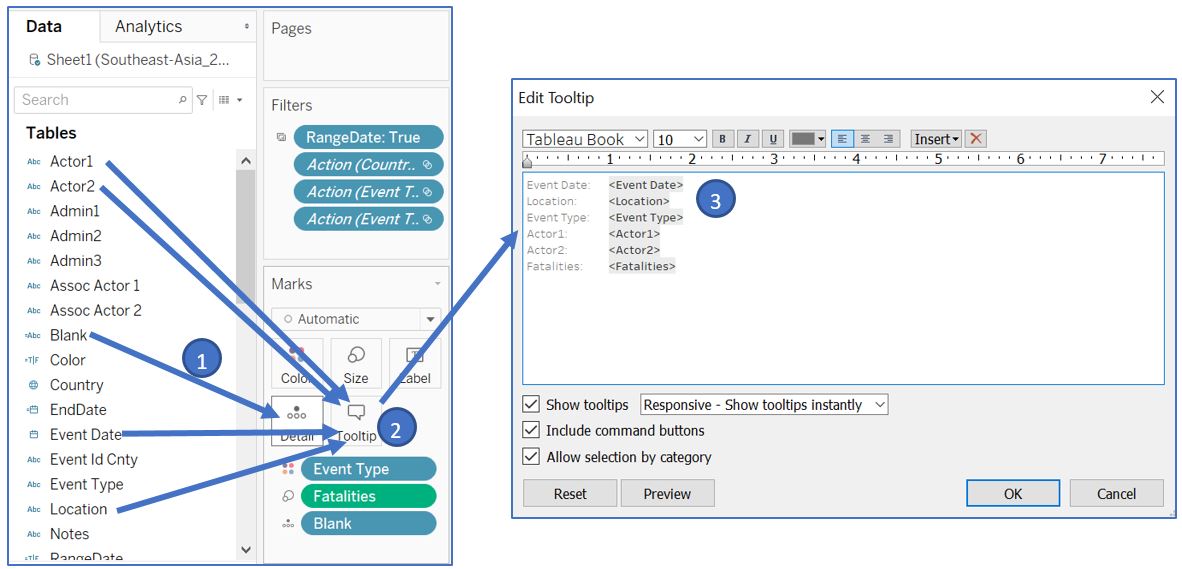 Data
Analytics
Sheet1 (Southeast-Asia_2...
Search
Tables
Abc Actor1
Abc Actor2
Abc Admin1
Abc Admin2
Abc Admin3
Abc Assoc Actor 1
Abc Assoc Actor 2
=Abc Blank
=T|F Color
Country
EndDate
Event Date
Abc Event Id Cnty
Abc Event Type
Abc Location
Abc Notes
=T|F RangeDate
1
Pages
Filters
RangeDate: True
Action (Countr..
Action (Event T..
Action (Event T..
Marks
Automatic
Color
Size
Label
Detail
Tooltip
2
Event Type
Fatalities
Blank
Edit Tooltip
Tableau Book 10 B I U Insert
1 2 3 4 5 6 7
Event Date: <Event Date>
Location: <Location>
Event Type: <Event Type>
Actor1: <Actor1>
Actor2: <Actor2>
Fatalities: <Fatalities>
3
Show tooltips Responsive - Show tooltips instantly
Include command buttons
Allow selection by category
Reset Preview OK Cancel